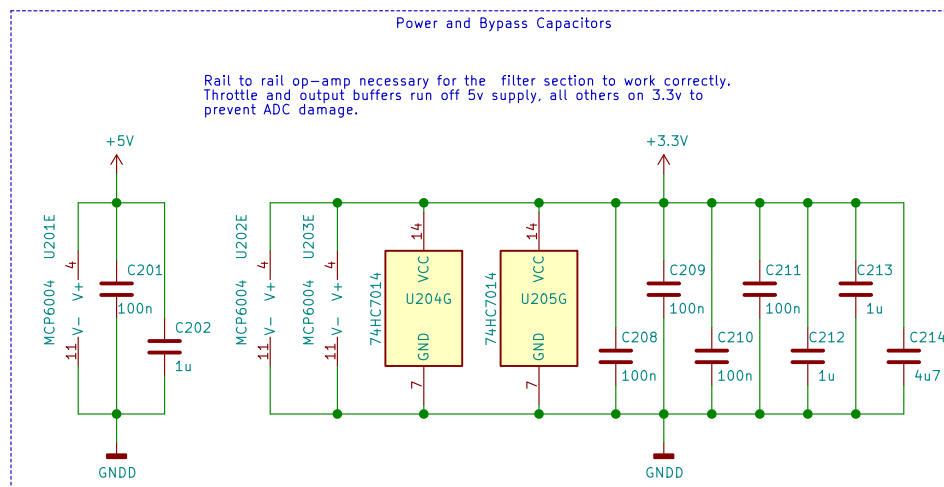 Power and Bypass Capacitors
Rail to rail op-amp necessary for the filter section to work correctly.
Throttle and output buffers run off 5v supply, all others on 3.3v to
prevent ADC damage.
+5V
+3.3V
U201E
MCP6004
4
V+
V-
11
C201
100n
C202
1u
GNDD
U202E
MCP6004
4
V+
V-
11
U203E
MCP6004
4
V+
V-
11
74HC7014
14
VCC
U204G
GND
7
74HC7014
14
VCC
U205G
GND
7
C208
100n
C209
100n
C210
100n
C211
100n
C212
1u
C213
1u
C214
4u7
GNDD